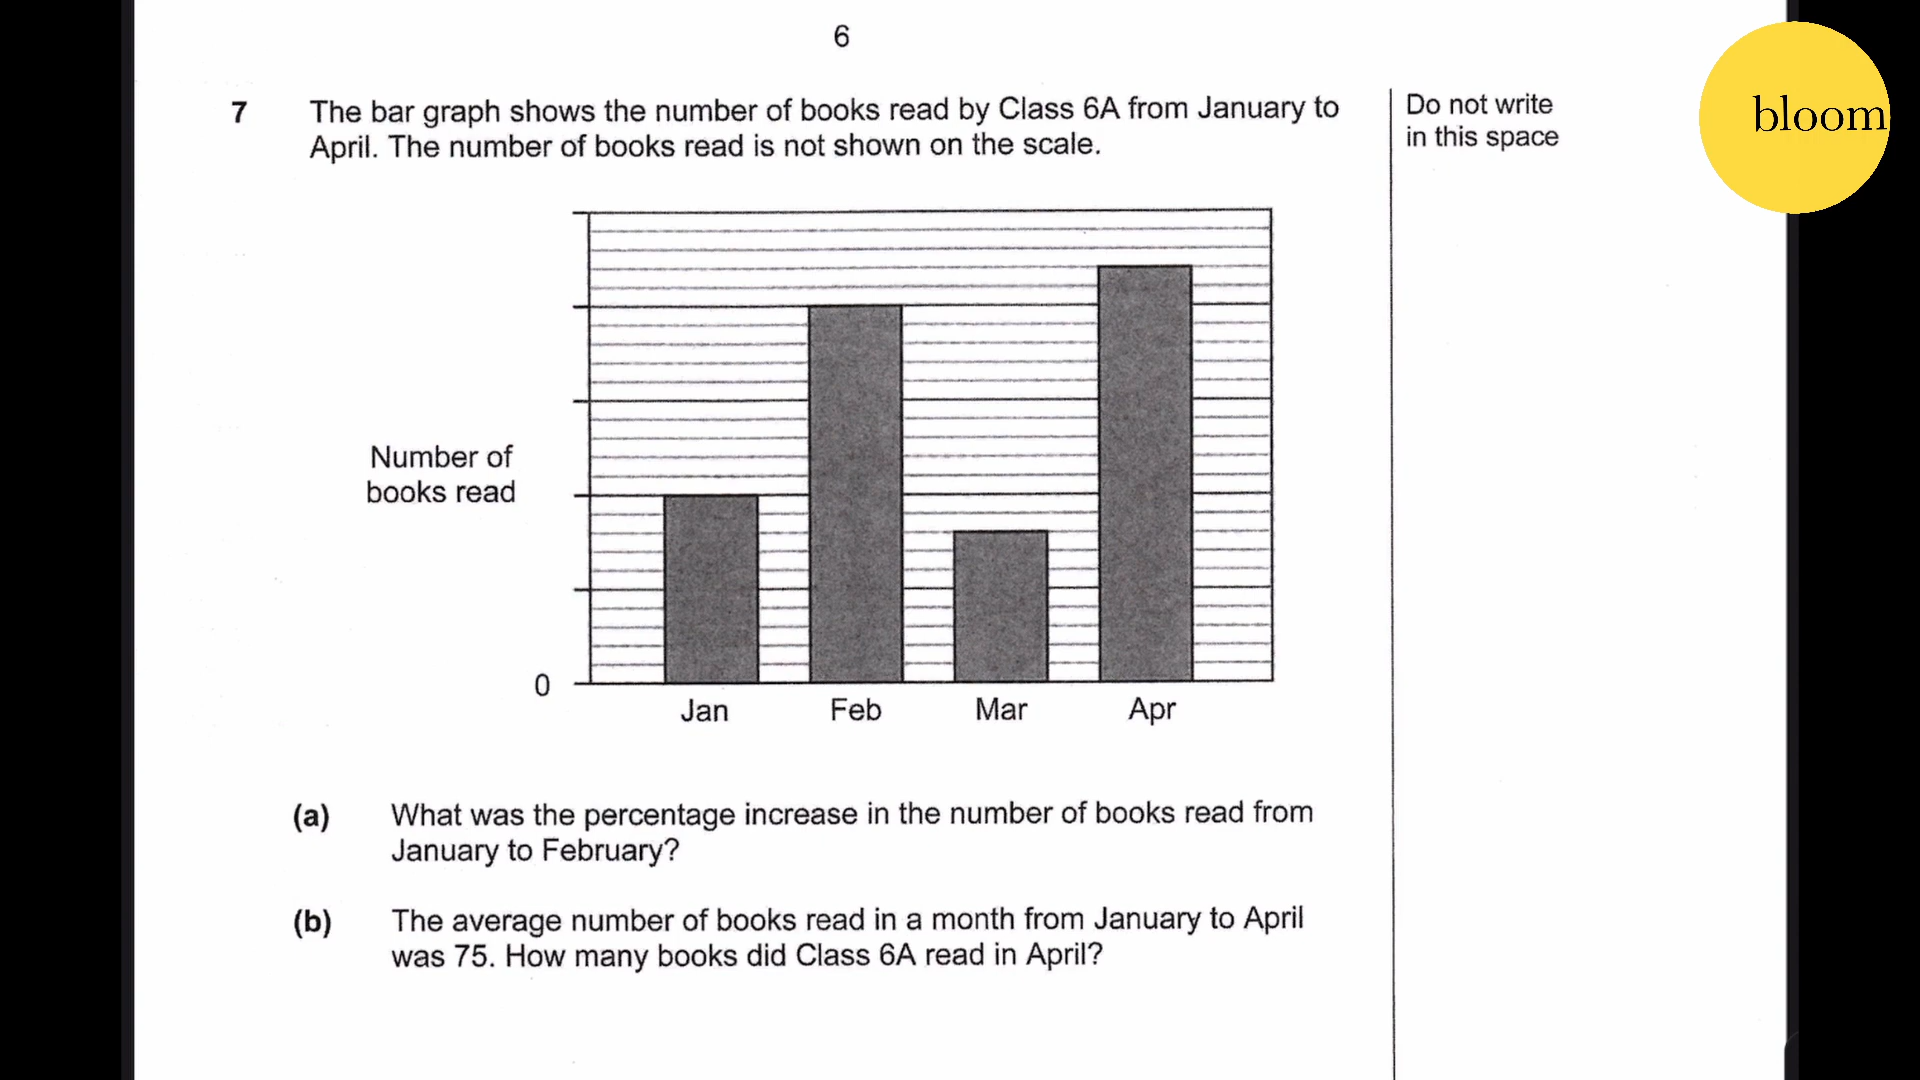 6
7 The bar graph shows the number of books read by Class 6A from January to
April. The number of books read is not shown on the scale.
Do not write
in this space
bloom
Number of
books read
0
Jan Feb Mar Apr
(a) What was the percentage increase in the number of books read from
January to February?
(b) The average number of books read in a month from January to April
was 75. How many books did Class 6A read in April?